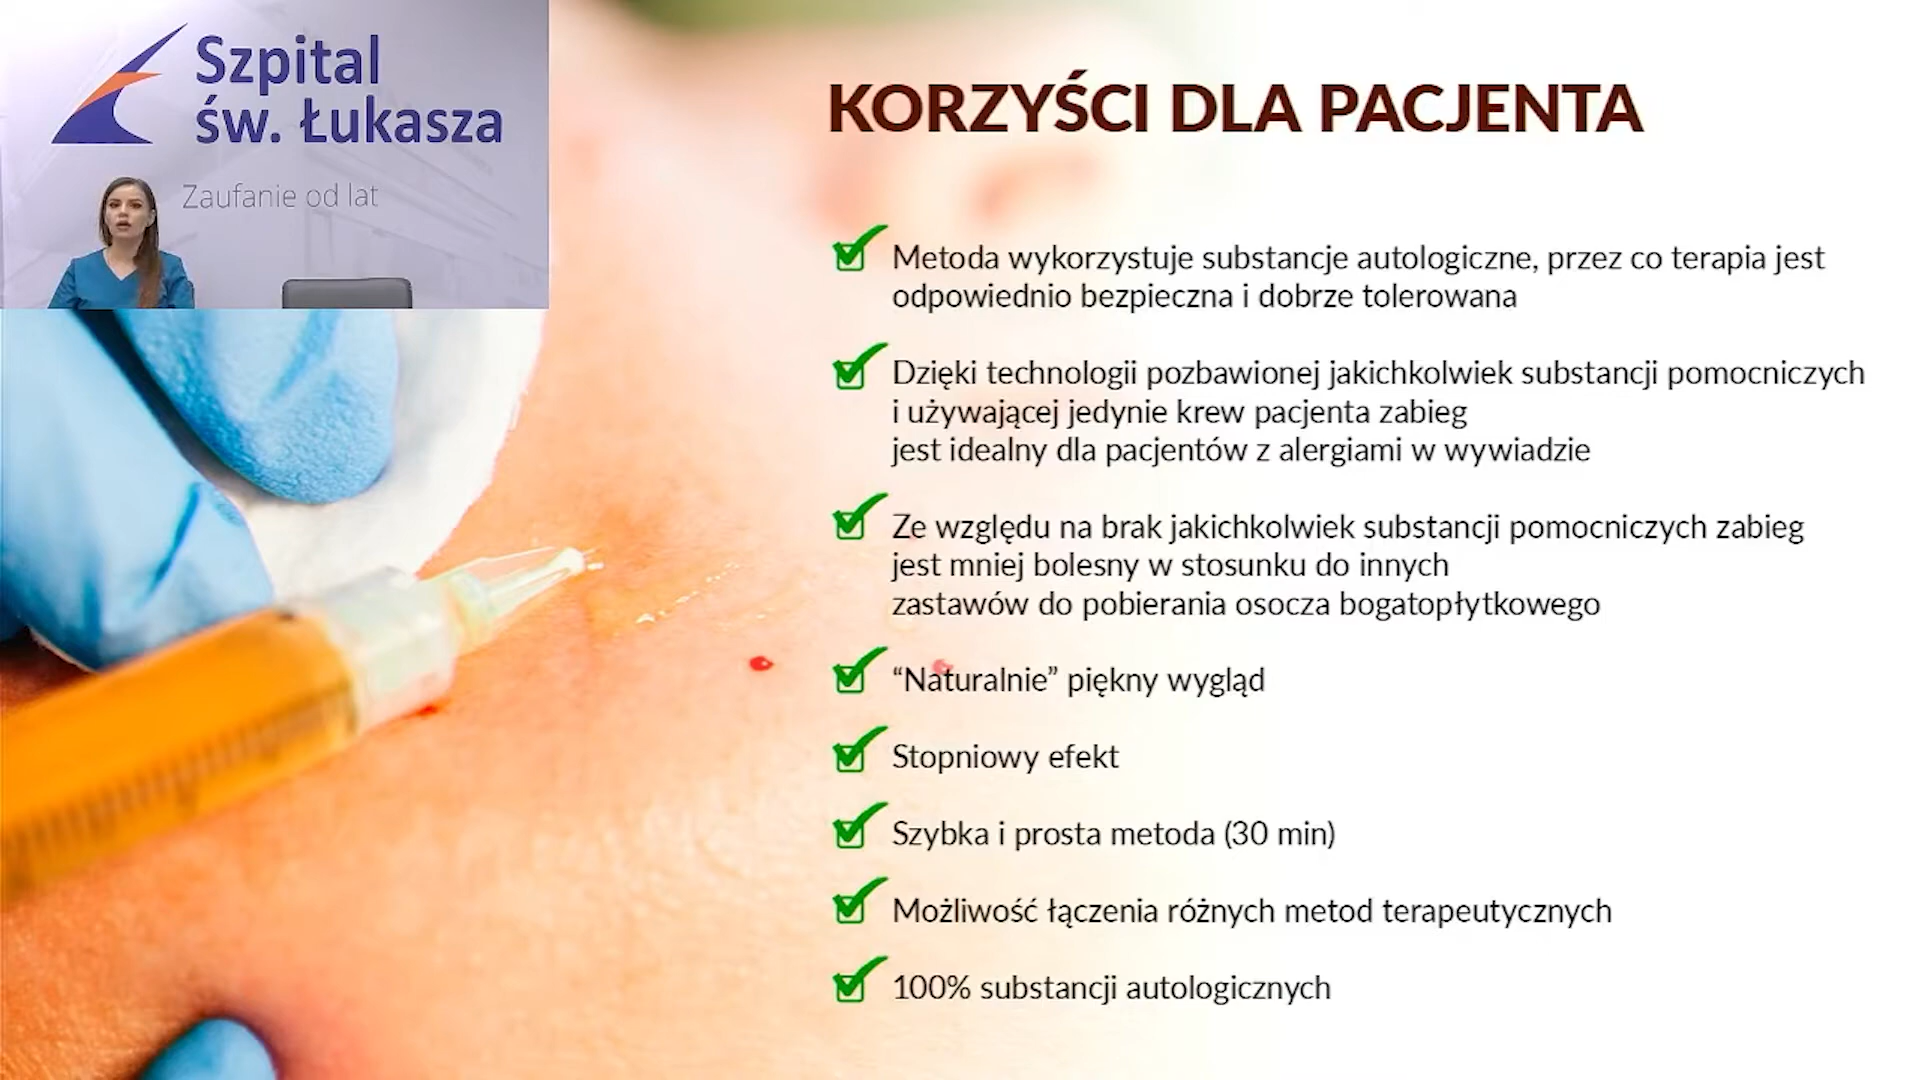 Szpital
św. Łukasza
Zaufanie od lat
KORZYŚCI DLA PACJENTA
Metoda wykorzystuje substancje autologiczne, przez co terapia jest
odpowiednio bezpieczna i dobrze tolerowana
Dzięki technologii pozbawionej jakichkolwiek substancji pomocniczych
i używającej jedynie krew pacjenta zabieg
jest idealny dla pacjentów z alergiami w wywiadzie
Ze względu na brak jakichkolwiek substancji pomocniczych zabieg
jest mniej bolesny w stosunku do innych
zastawów do pobierania osocza bogatopłytkowego
“Naturalnie” piękny wygląd
Stopniowy efekt
Szybka i prosta metoda (30 min)
Możliwość łączenia różnych metod terapeutycznych
100% substancji autologicznych